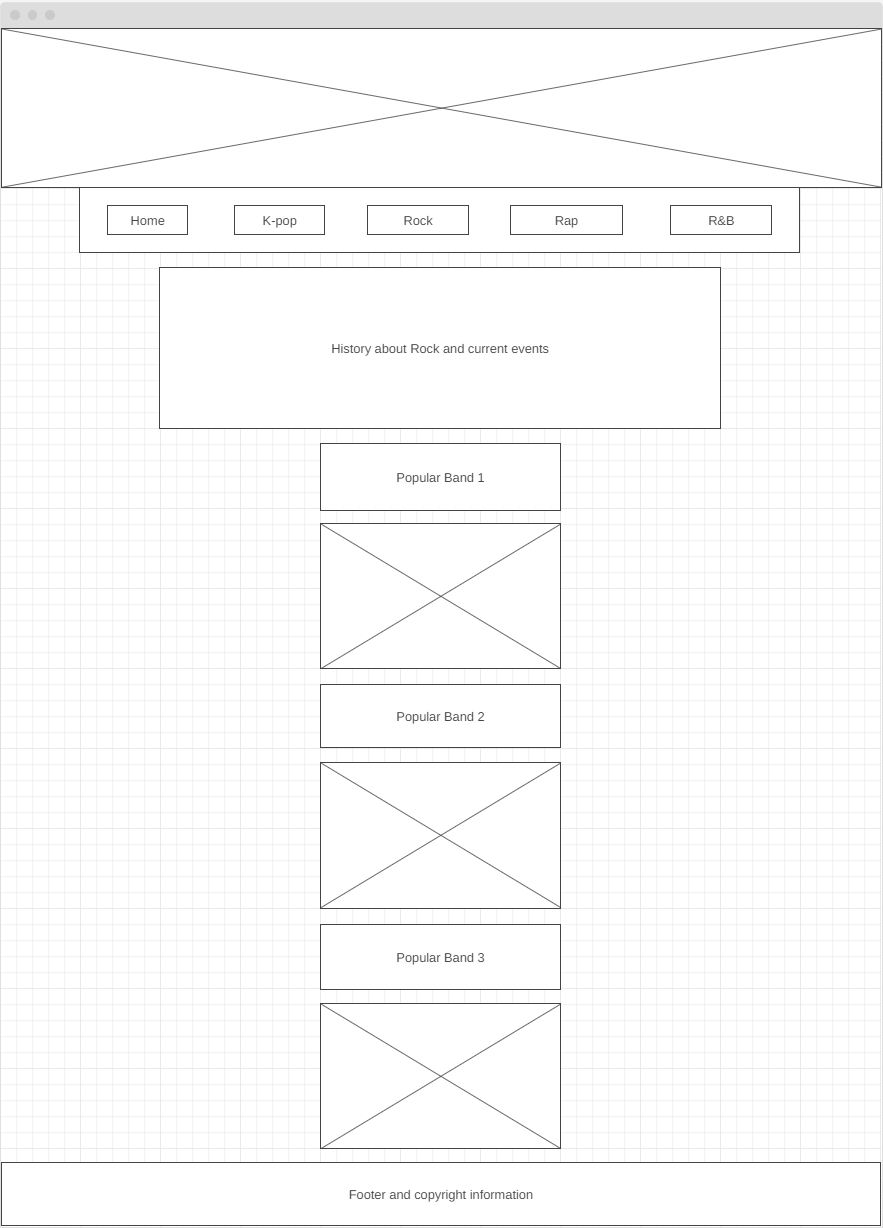 Home
K-pop
Rock
Rap
R&B
History about Rock and current events
Popular Band 1
Popular Band 2
Popular Band 3
Footer and copyright information